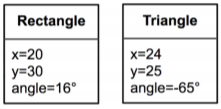 Rectangle
x=20
y=30
angle=16°
Triangle
x=24
y=25
angle=-65°